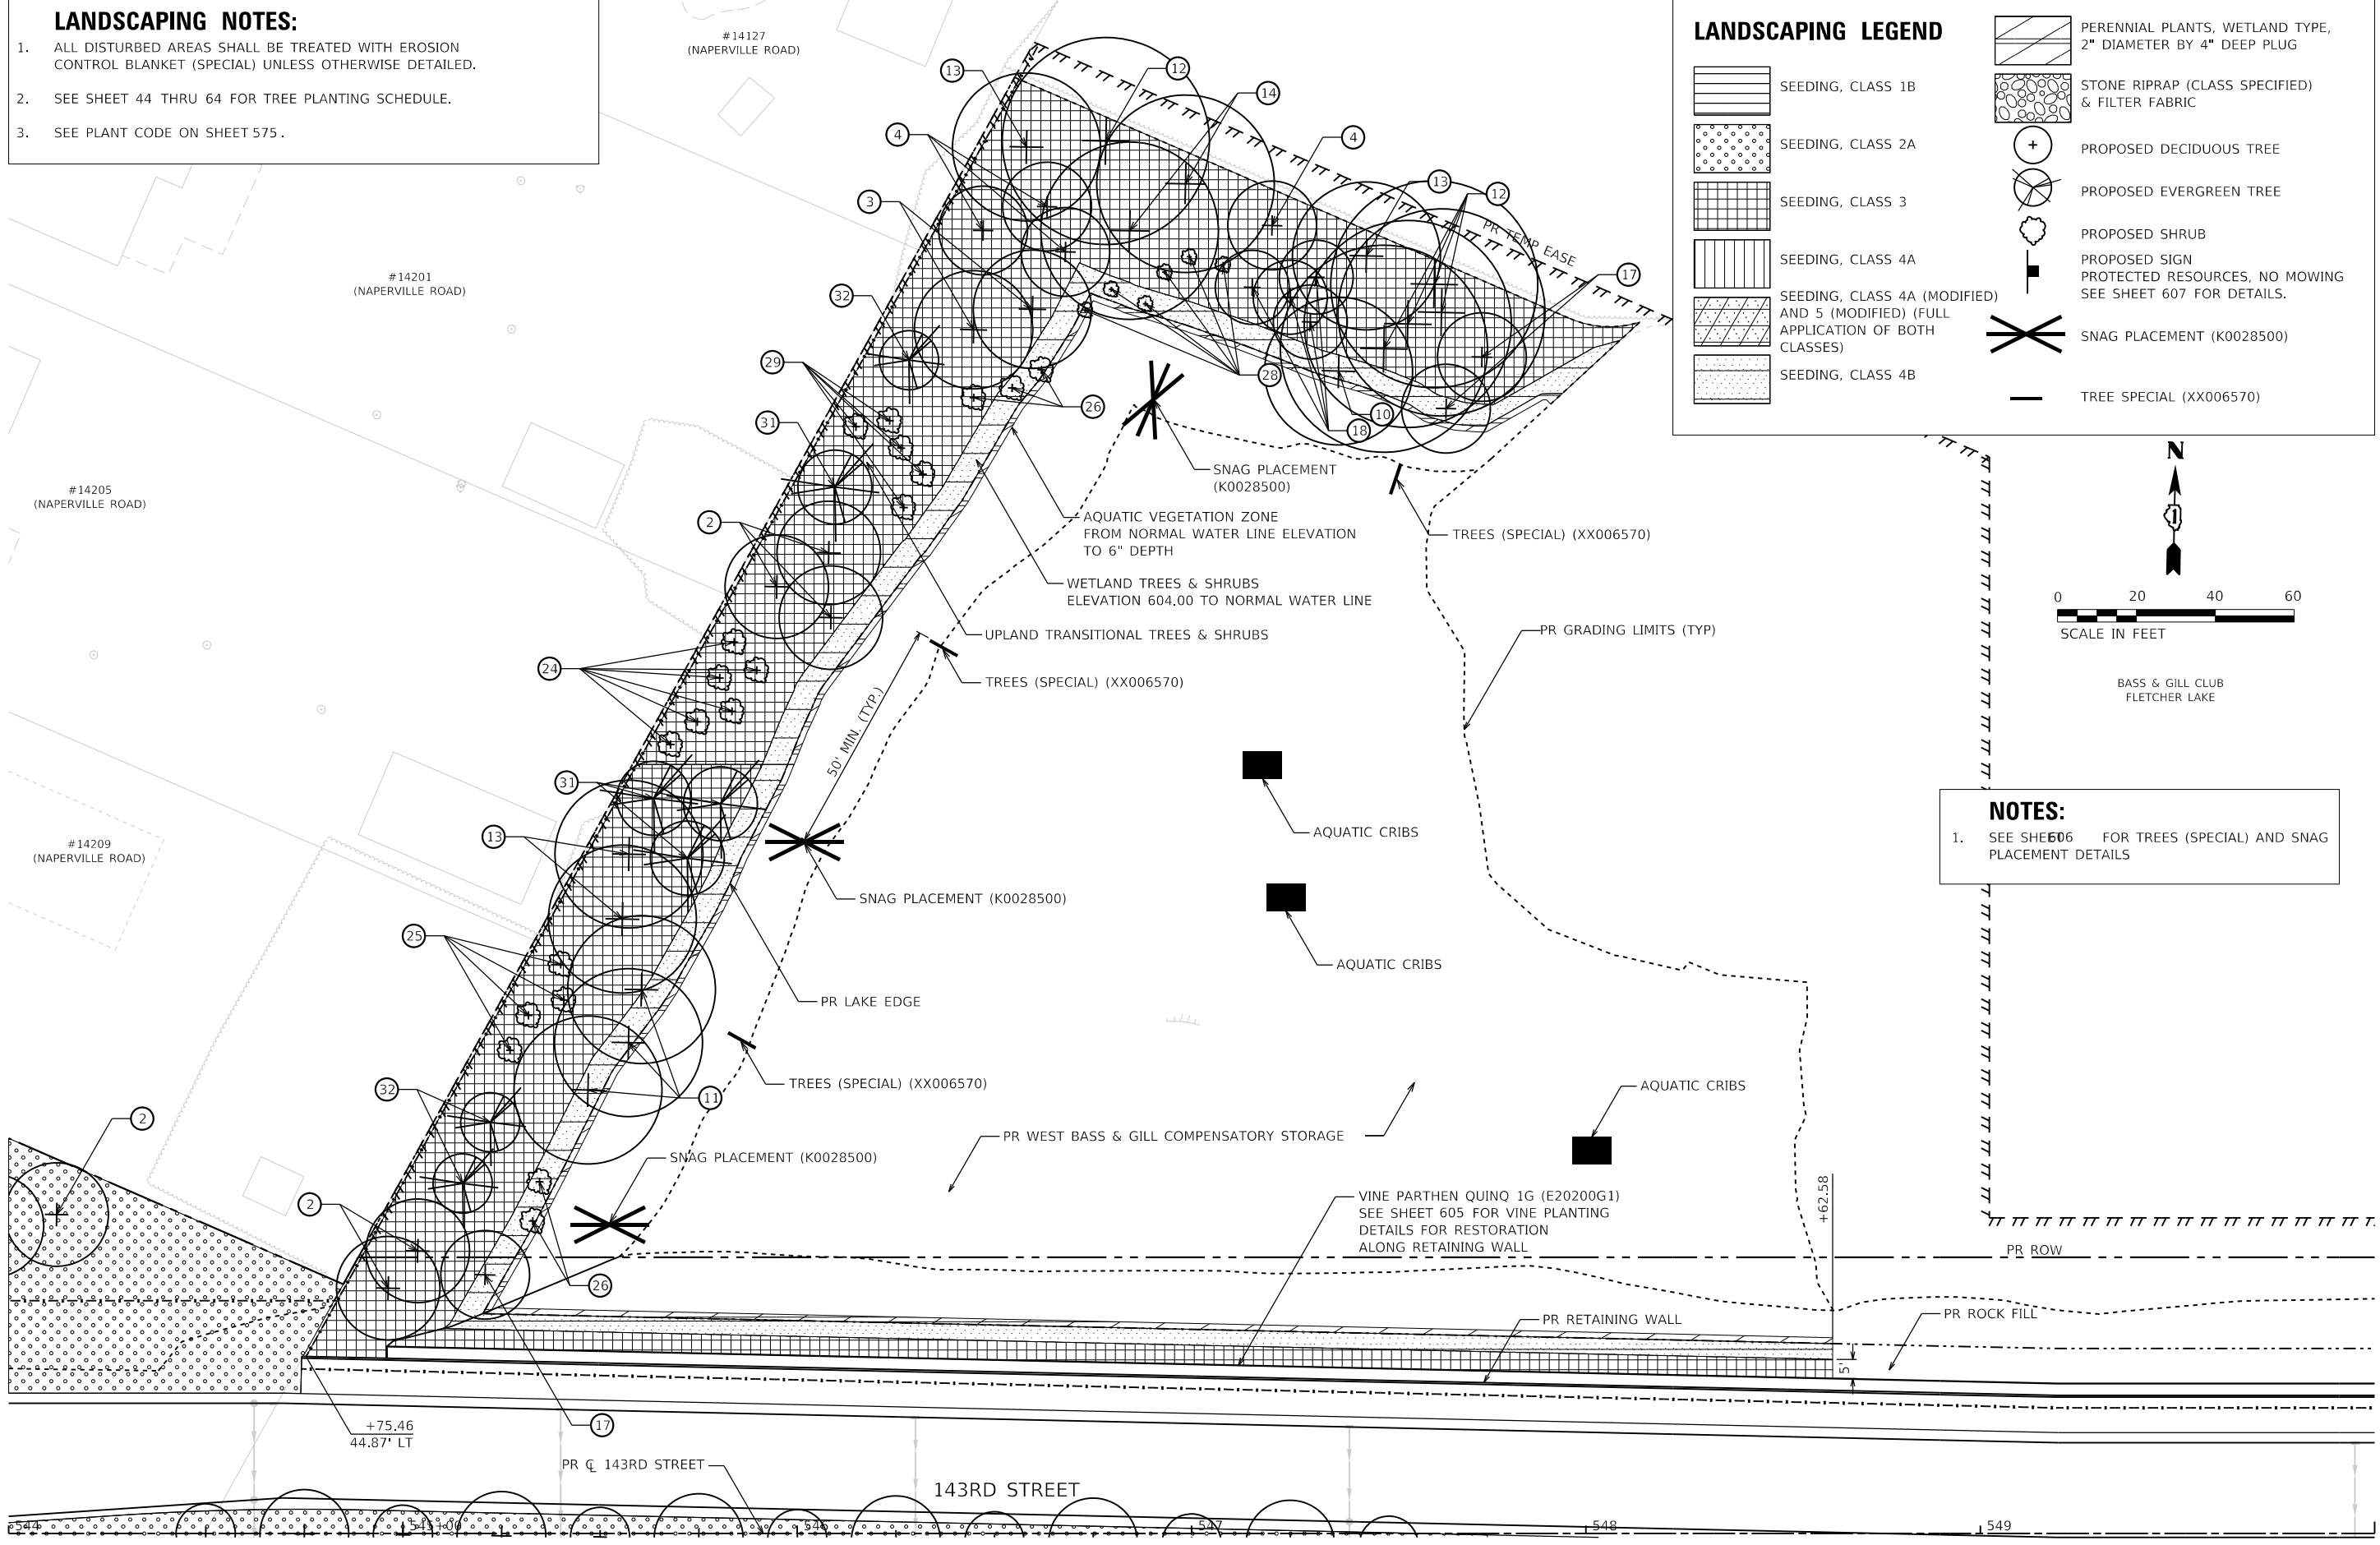 LANDSCAPING NOTES:
1. ALL DISTURBED AREAS SHALL BE TREATED WITH EROSION
CONTROL BLANKET (SPECIAL) UNLESS OTHERWISE DETAILED.
2. SEE SHEET 44 THRU 64 FOR TREE PLANTING SCHEDULE.
3. SEE PLANT CODE ON SHEET 575.
LANDSCAPING LEGEND
SEEDING, CLASS 1B
SEEDING, CLASS 2A
SEEDING, CLASS 3
SEEDING, CLASS 4A
SEEDING, CLASS 4A (MODIFIED)
AND 5 (MODIFIED) (FULL
APPLICATION OF BOTH
CLASSES)
SEEDING, CLASS 4B
PERENNIAL PLANTS, WETLAND TYPE,
2" DIAMETER BY 4" DEEP PLUG
STONE RIPRAP (CLASS SPECIFIED)
& FILTER FABRIC
PROPOSED DECIDUOUS TREE
PROPOSED EVERGREEN TREE
PROPOSED SHRUB
PROPOSED SIGN
PROTECTED RESOURCES, NO MOWING
SEE SHEET 607 FOR DETAILS.
SNAG PLACEMENT (K0028500)
TREE SPECIAL (XX006570)
#14127
(NAPERVILLE ROAD)
13
12
14
4
4
3
13
12
PR TEMP EASE
17
#14201
(NAPERVILLE ROAD)
32
29
28
26
10
18
31
#14205
(NAPERVILLE ROAD)
SNAG PLACEMENT
(K0028500)
AQUATIC VEGETATION ZONE
FROM NORMAL WATER LINE ELEVATION
TO 6" DEPTH
TREES (SPECIAL) (XX006570)
2
WETLAND TREES & SHRUBS
ELEVATION 604.00 TO NORMAL WATER LINE
UPLAND TRANSITIONAL TREES & SHRUBS
PR GRADING LIMITS (TYP)
N
1
0 20 40 60
SCALE IN FEET
BASS & GILL CLUB
FLETCHER LAKE
24
TREES (SPECIAL) (XX006570)
50' MIN. (TYP.)
31
13
#14209
(NAPERVILLE ROAD)
AQUATIC CRIBS
NOTES:
1. SEE SHEET 606 FOR TREES (SPECIAL) AND SNAG
PLACEMENT DETAILS
SNAG PLACEMENT (K0028500)
25
AQUATIC CRIBS
PR LAKE EDGE
TREES (SPECIAL) (XX006570)
32
11
AQUATIC CRIBS
2
PR WEST BASS & GILL COMPENSATORY STORAGE
SNAG PLACEMENT (K0028500)
2
VINE PARTHEN QUINQ 1G (E20200G1)
SEE SHEET 605 FOR VINE PLANTING
DETAILS FOR RESTORATION
ALONG RETAINING WALL
+62.58
PR ROW
26
PR RETAINING WALL
PR ROCK FILL
5'
+75.46
44.87' LT
17
PR ℄ 143RD STREET
143RD STREET
544
545+00
546
547
548
549